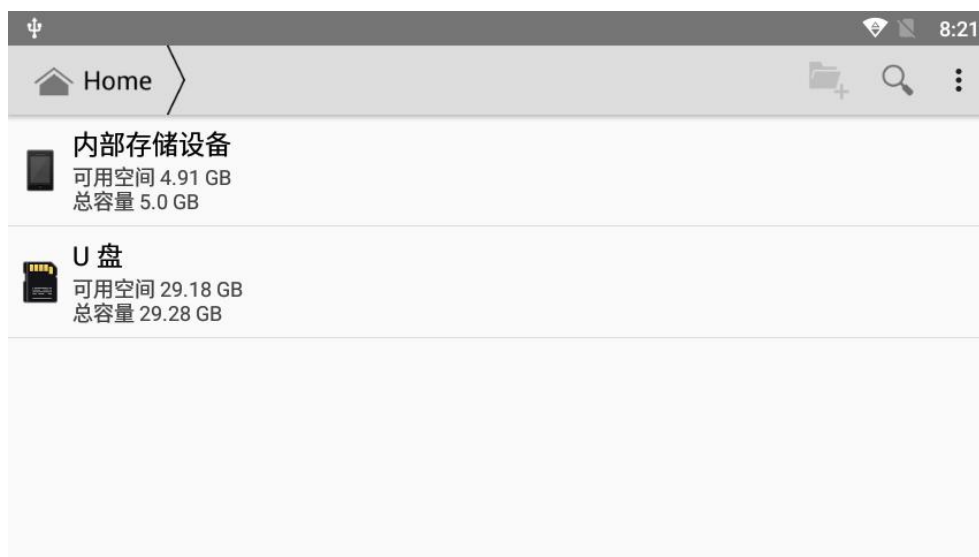 8:21
Home
内部存储设备
可用空间 4.91 GB
总容量 5.0 GB
U 盘
可用空间 29.18 GB
总容量 29.28 GB